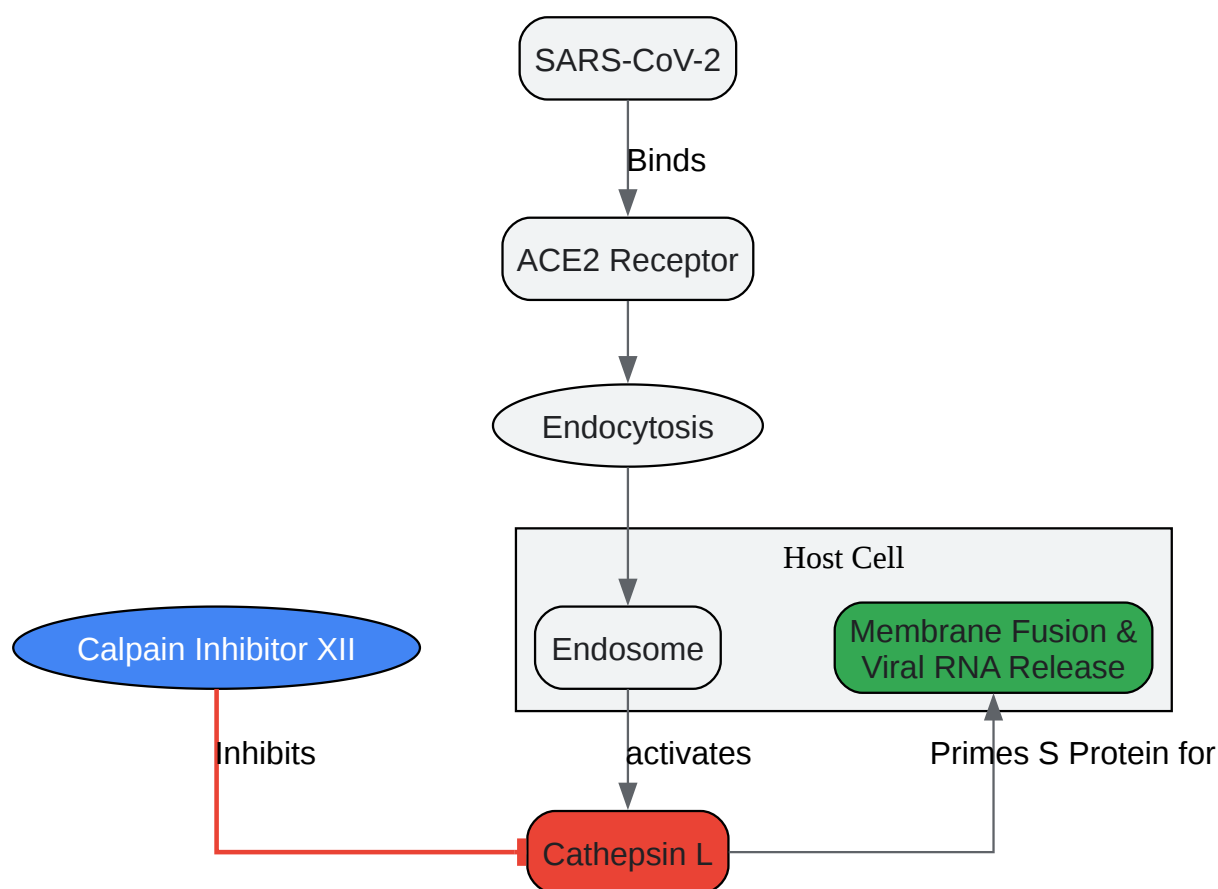 SARS-CoV-2
Binds
ACE2 Receptor
Endocytosis
Host Cell
Calpain Inhibitor XII
Endosome
Membrane Fusion &
Viral RNA Release
Inhibits
activates
Primes S Protein for
Cathepsin L